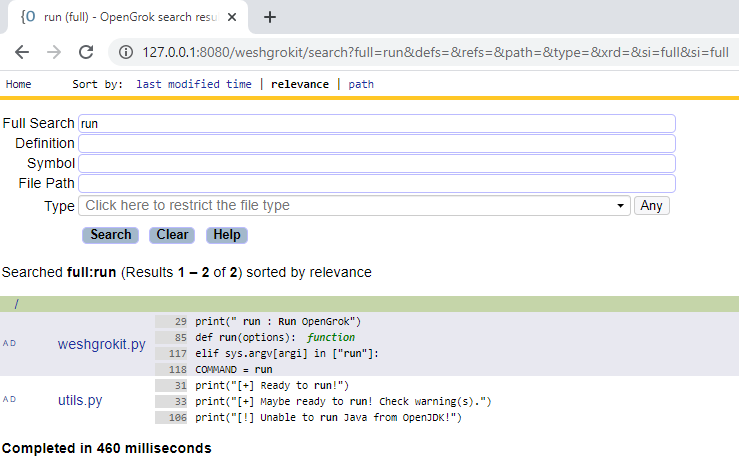 {O run (full) - OpenGrok search resu
127.0.0.1:8080/weshgrokit/search?full=run&defs=&refs=&path=&type=&xrd=&si=full&si=full
Home Sort by: last modified time | relevance | path
Full Search run
Definition
Symbol
File Path
Type Click here to restrict the file type Any
Search Clear Help
Searched full:run (Results 1 – 2 of 2) sorted by relevance
/
A D weshgrokit.py
29 print(" run : Run OpenGrok")
85 def run(options): function
117 elif sys.argv[argi] in ["run"]:
118 COMMAND = run
A D utils.py
31 print("[+] Ready to run!")
33 print("[+] Maybe ready to run! Check warning(s).")
106 print("[!] Unable to run Java from OpenJDK!")
Completed in 460 milliseconds